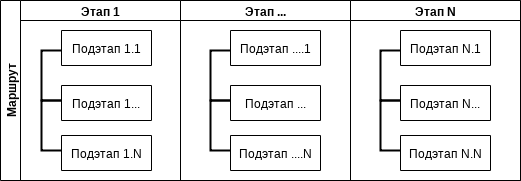 Этап 1
Этап ...
Этап N
Маршрут
Подэтап 1.1
Подэтап ....1
Подэтап N.1
Подэтап 1...
Подэтап ...
Подэтап N...
Подэтап 1.N
Подэтап ....N
Подэтап N.N